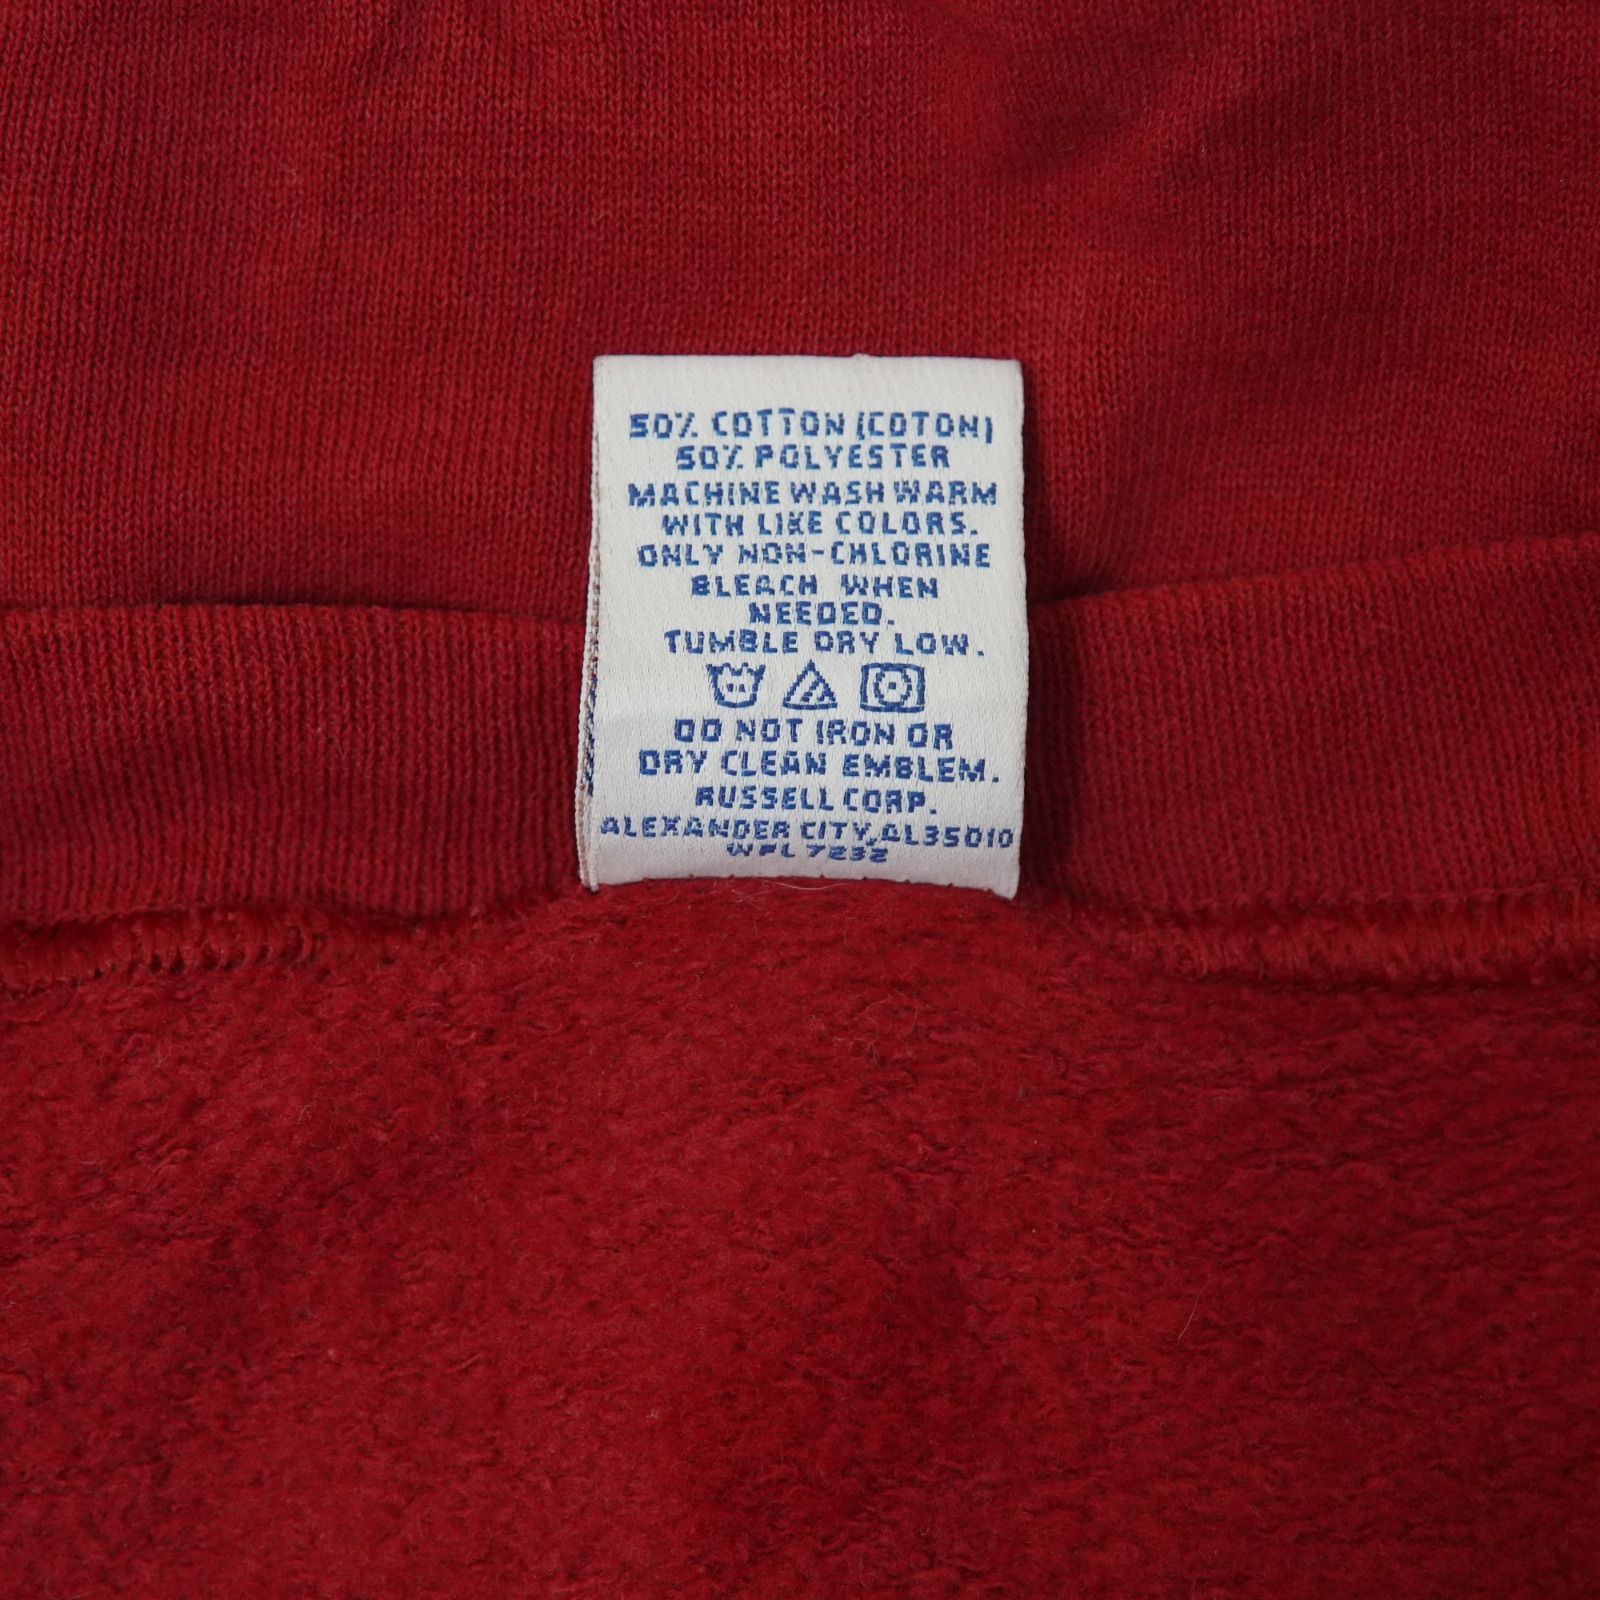 50% COTTON (COTON)
50% POLYESTER
MACHINE WASH WARM
WITH LIKE COLORS.
ONLY NON-CHLORINE
BLEACH WHEN
NEEDED.
TUMBLE DRY LOW.
DO NOT IRON OR
DRY CLEAN EMBLEM.
RUSSELL CORP.
ALEXANDER CITY, AL35010
WPL 7232